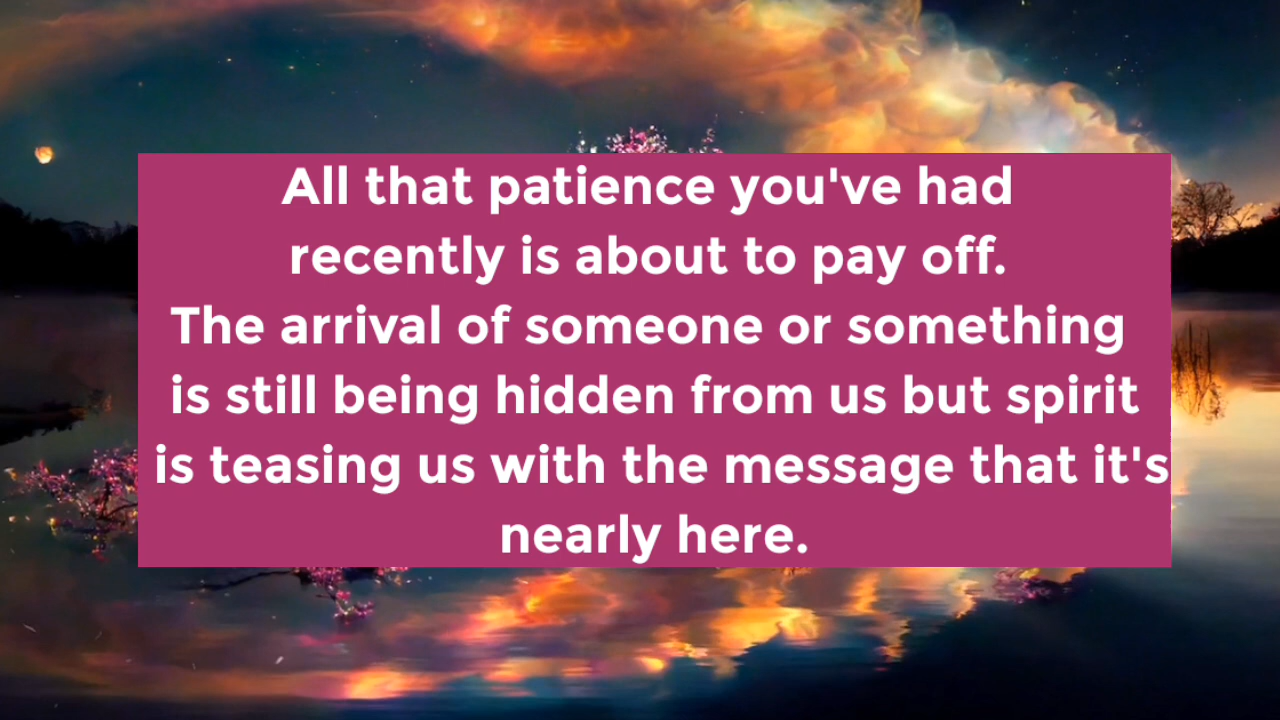 All that patience you've had
recently is about to pay off.
The arrival of someone or something
is still being hidden from us but spirit
is teasing us with the message that it's
nearly here.